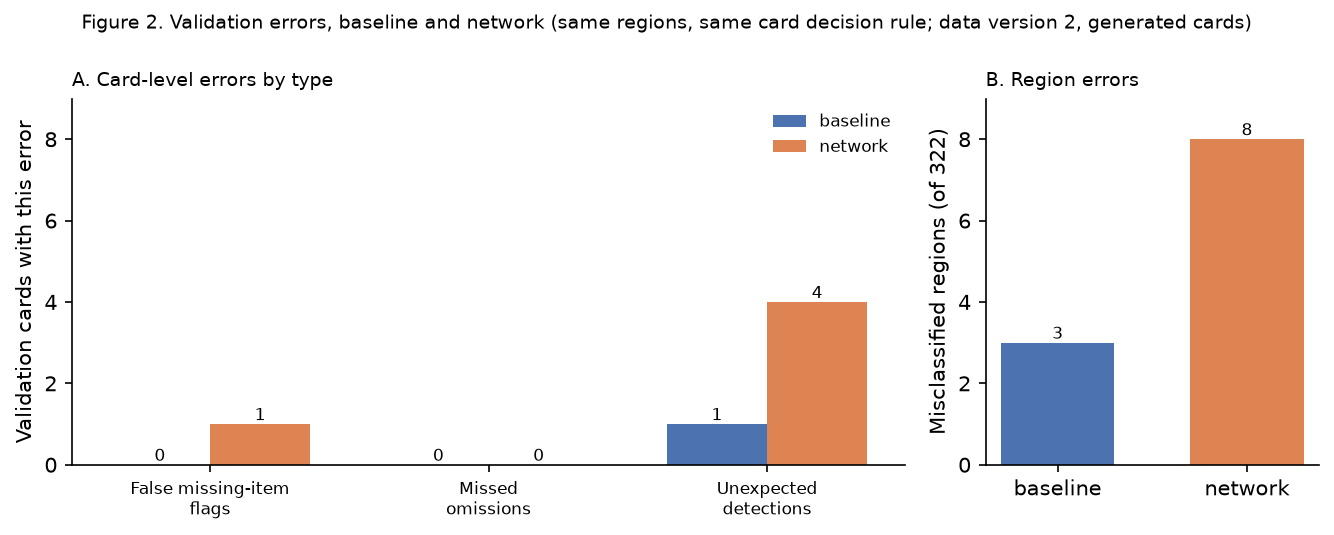 Figure 2. Validation errors, baseline and network (same regions, same card decision rule; data version 2, generated cards)
A. Card-level errors by type
Validation cards with this error
8
6
4
2
0
baseline
network
0
1
0
0
1
4
False missing-item
flags
Missed
omissions
Unexpected
detections
B. Region errors
Misclassified regions (of 322)
8
6
4
2
0
3
8
baseline
network